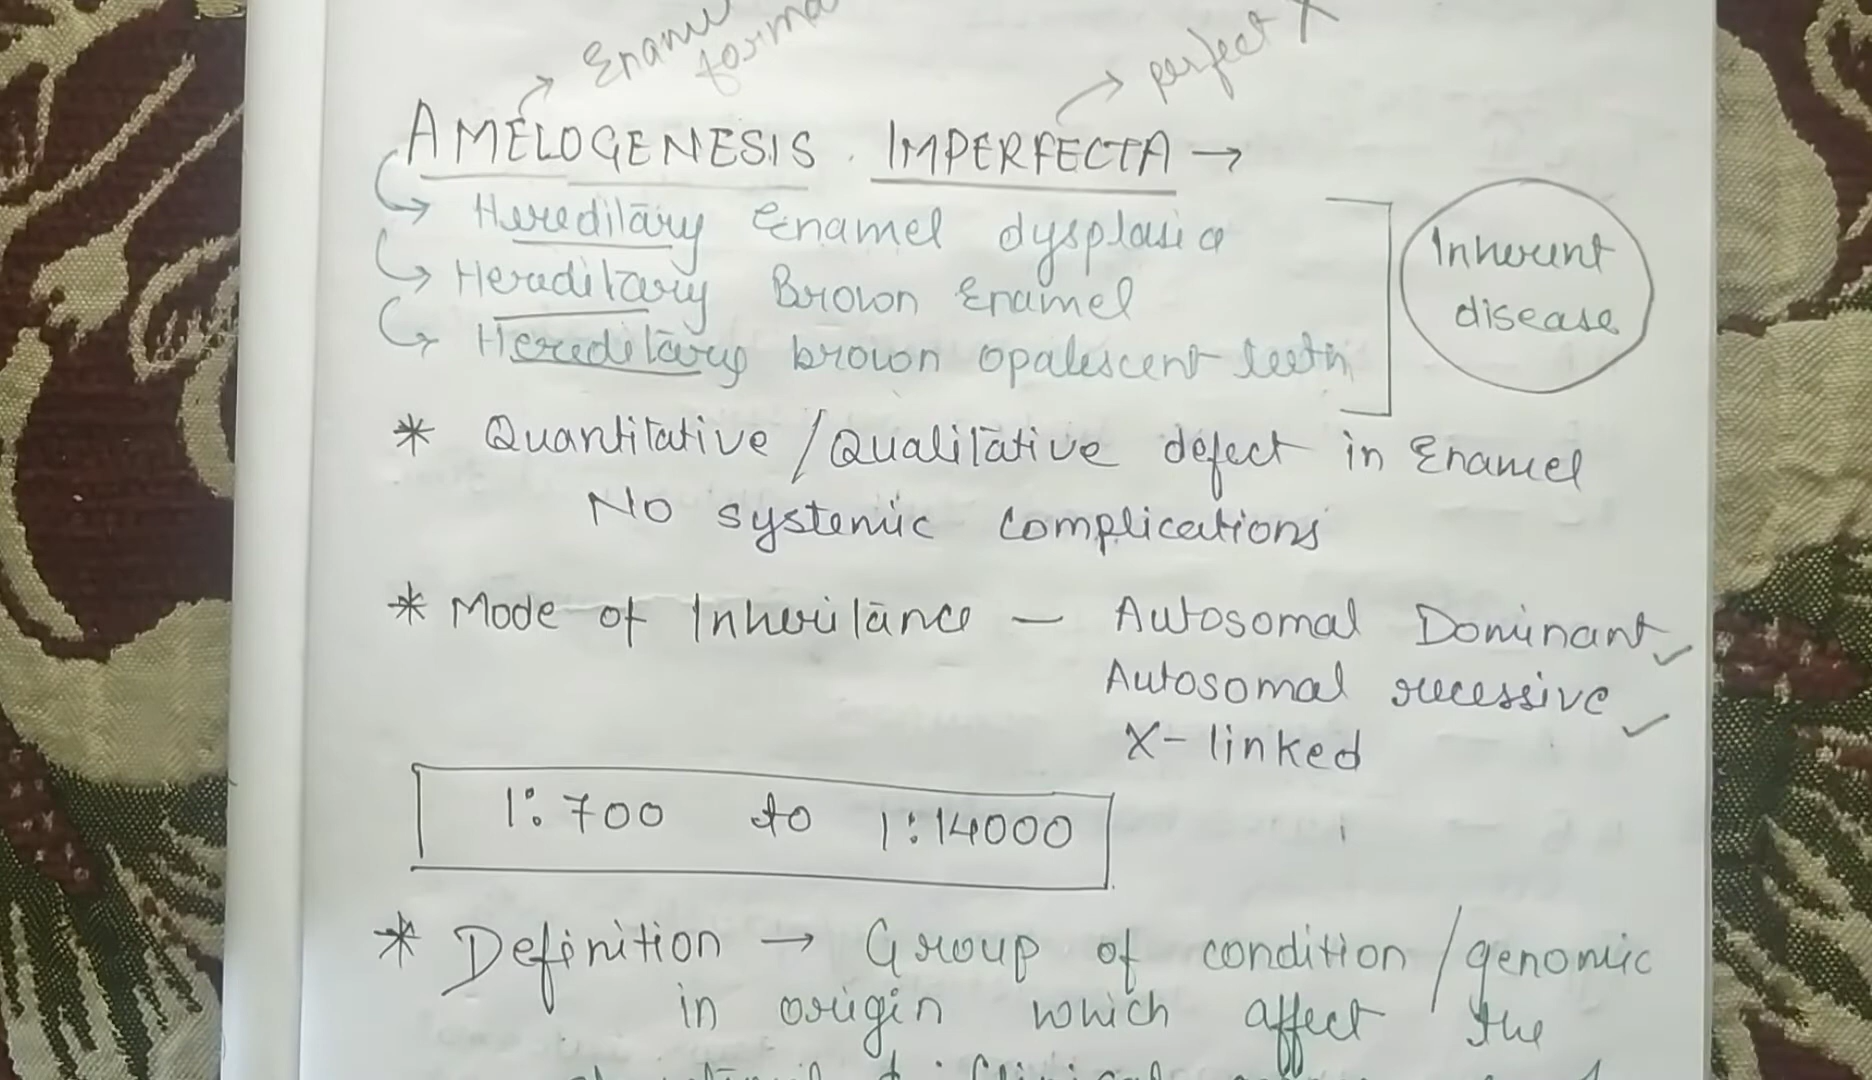 perfect X
AMELOGENESIS IMPERFECTA →
Hereditary Enamel dysplasia
Hereditary Brown Enamel
Hereditary brown opalescent teeth
Inherent
disease
* Quantitative / Qualitative defect in Enamel
No systemic complications
* Mode of Inheritance — Autosomal Dominant ✓
Autosomal recessive ✓
X-linked
1:700 to 1:14000
* Definition → Group of condition / genomic
in origin which affect the